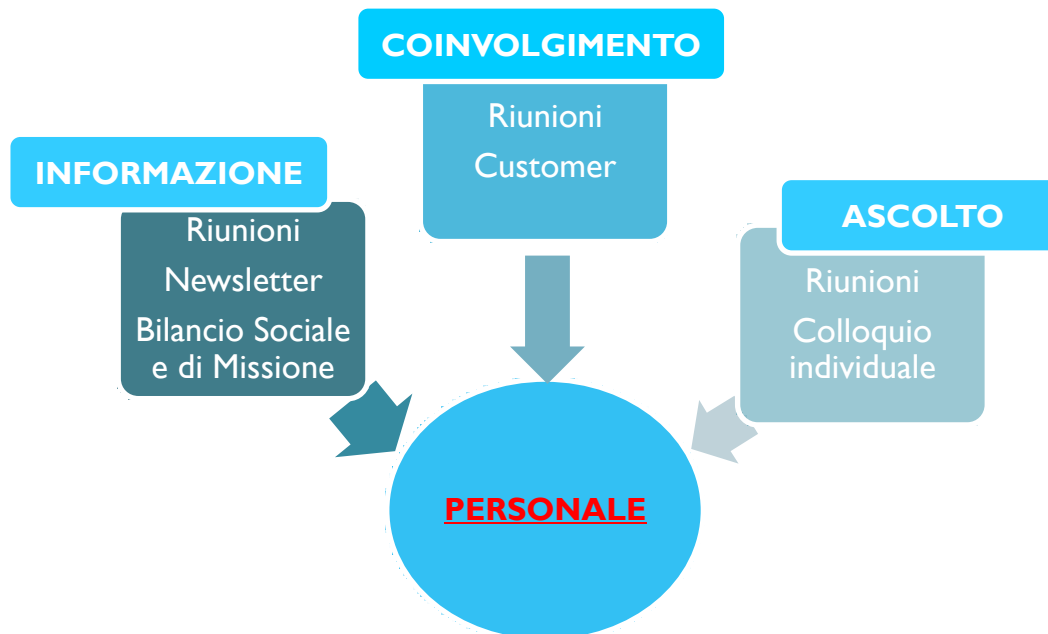 COINVOLGIMENTO
Riunioni
Customer
INFORMAZIONE
Riunioni
Newsletter
Bilancio Sociale
e di Missione
ASCOLTO
Riunioni
Colloquio
individuale
PERSONALE